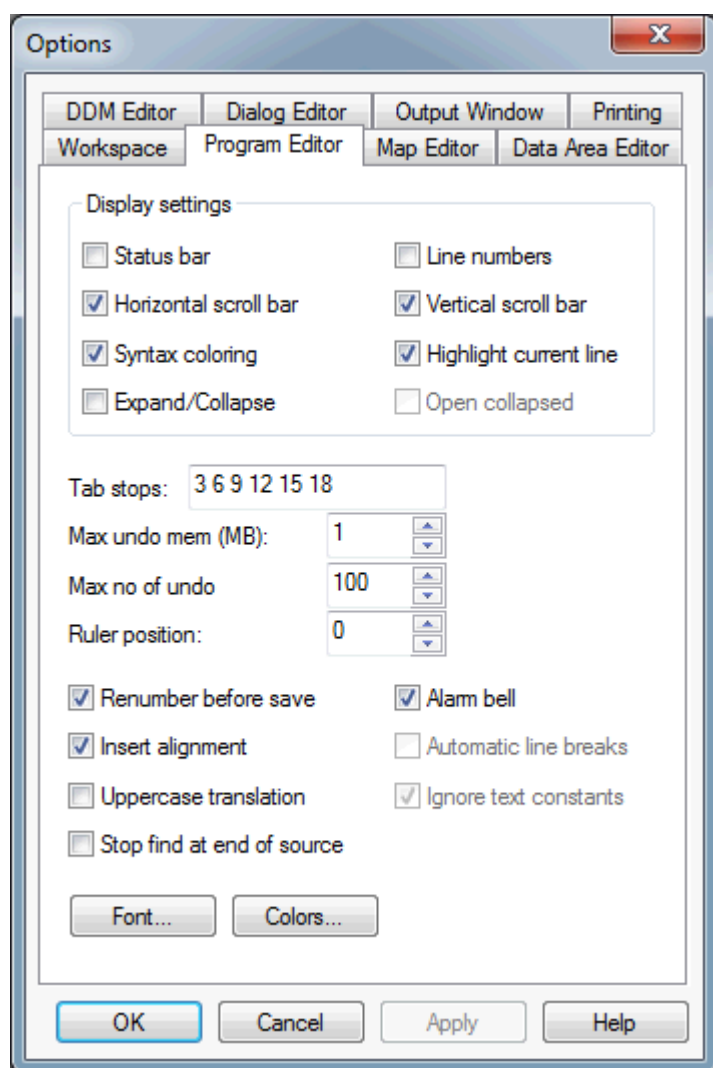 Options
DDM Editor Dialog Editor Output Window Printing
Workspace Program Editor Map Editor Data Area Editor
Display settings
Status bar Line numbers
Horizontal scroll bar Vertical scroll bar
Syntax coloring Highlight current line
Expand/Collapse Open collapsed
Tab stops: 3 6 9 12 15 18
Max undo mem (MB): 1
Max no of undo 100
Ruler position: 0
Renumber before save Alarm bell
Insert alignment Automatic line breaks
Uppercase translation Ignore text constants
Stop find at end of source
Font... Colors...
OK Cancel Apply Help